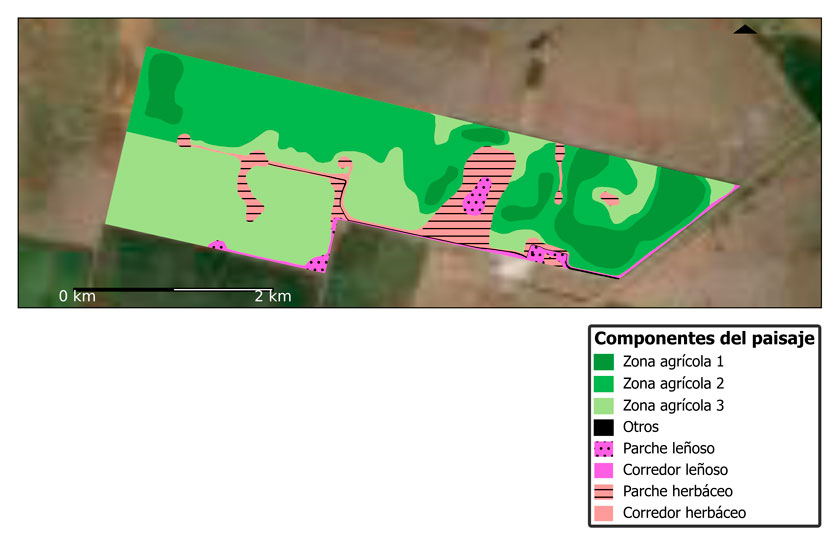 0 km 2 km
Componentes del paisaje
Zona agrícola 1
Zona agrícola 2
Zona agrícola 3
Otros
Parche leñoso
Corredor leñoso
Parche herbáceo
Corredor herbáceo